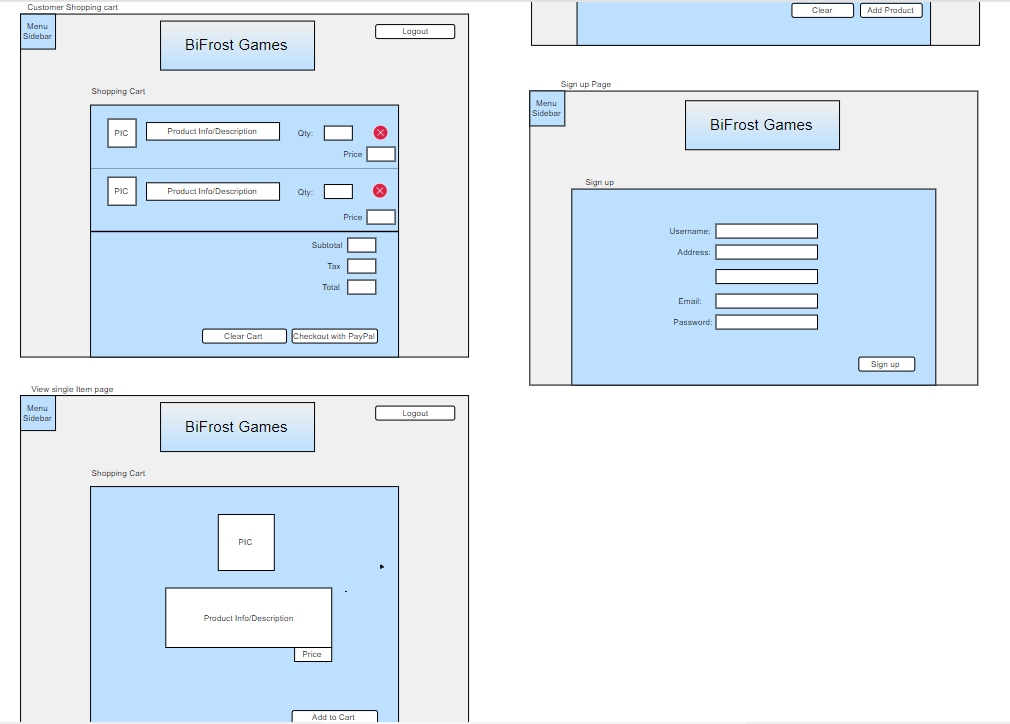 Customer Shopping cart
Menu
Sidebar
BiFrost Games
Logout
Shopping Cart
PIC
Product Info/Description
Qty:
Price
PIC
Product Info/Description
Qty:
Price
Subtotal
Tax
Total
Clear Cart
Checkout with PayPal
View single Item page
Menu
Sidebar
BiFrost Games
Logout
Shopping Cart
PIC
Product Info/Description
Price
Add to Cart
Clear
Add Product
Sign up Page
Menu
Sidebar
BiFrost Games
Sign up
Username:
Address:
Email:
Password:
Sign up